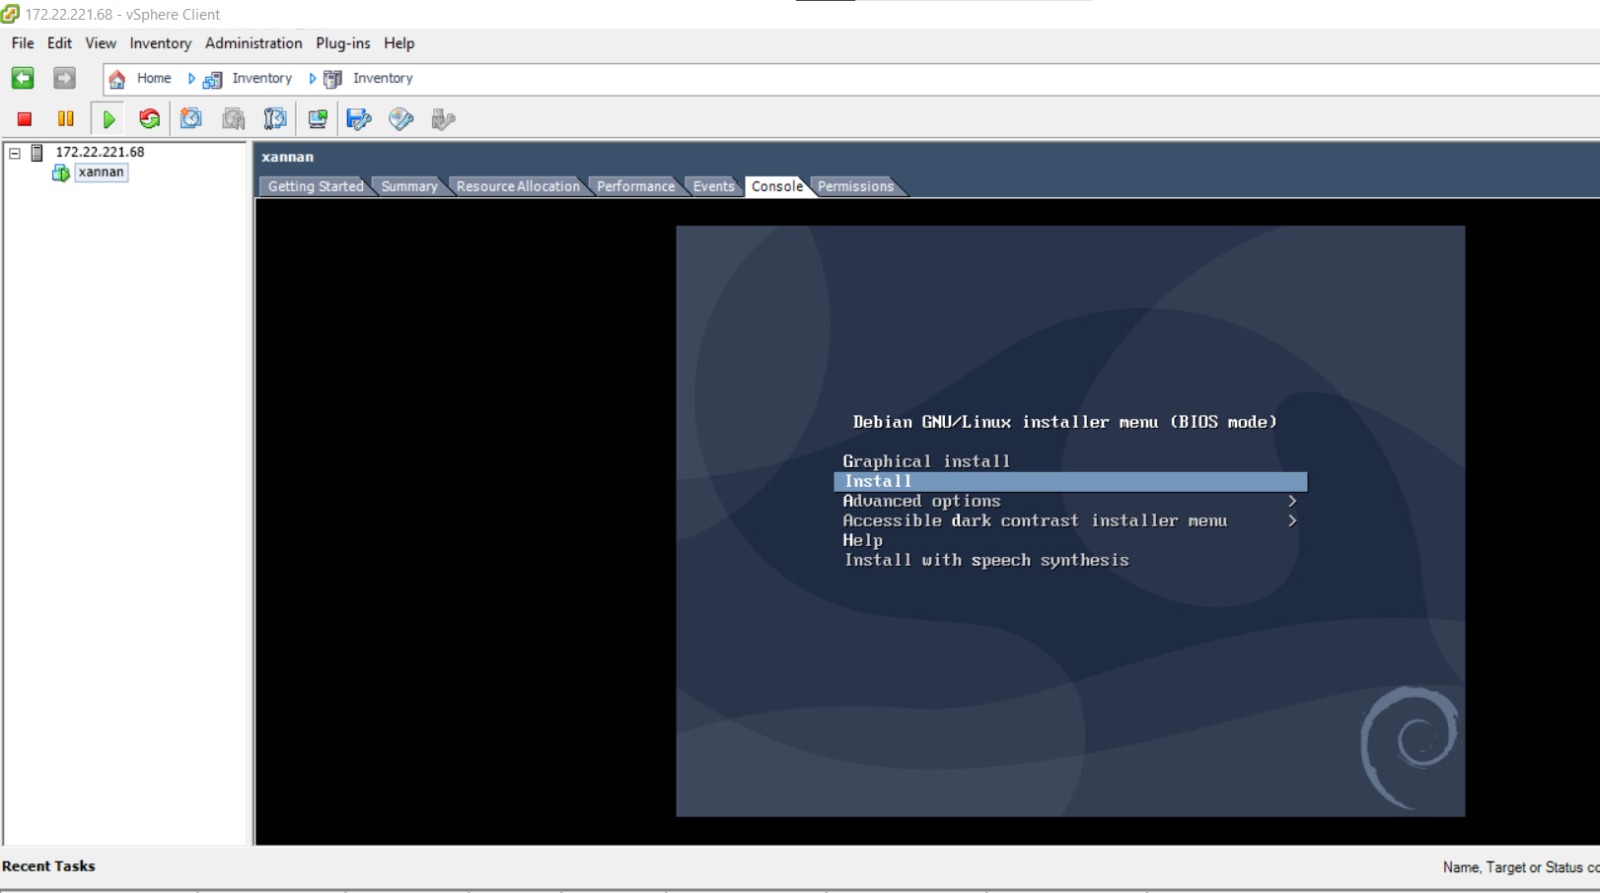 172.22.221.68 - vSphere Client
File Edit View Inventory Administration Plug-ins Help
Home Inventory Inventory
172.22.221.68
xannan
xannan
Getting Started Summary Resource Allocation Performance Events Console Permissions
Debian GNU/Linux installer menu (BIOS mode)
Graphical install
Install
Advanced options >
Accessible dark contrast installer menu >
Help
Install with speech synthesis
Recent Tasks
Name, Target or Status co